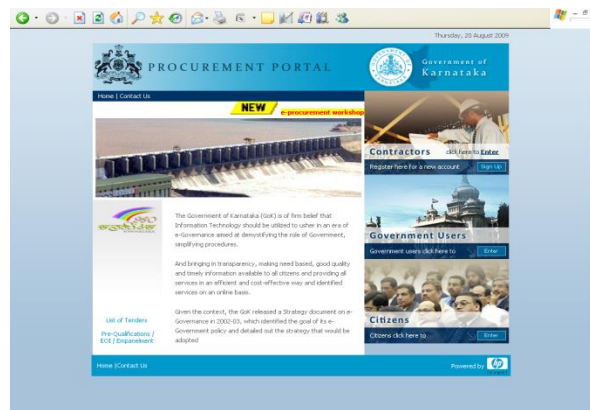 Thursday, 20 August 2009
PROCUREMENT PORTAL
Government of
Karnataka
Home | Contact Us
NEW
e-procurement workshop
Contractors click here to Enter
Register here for a new account Sign Up
The Government of Karnataka (GoK) is of firm belief that
Information Technology should be utilized to usher in an era of
e-Governance aimed at demystifying the role of Government,
simplifying procedures.
And bringing in transparency, making need based, good quality
and timely information available to all citizens and providing all
services in an efficient and cost-effective way and identified
services on an online basis.
Given the context, the GoK released a Strategy document on e-
Governance in 2002-03, which identified the goal of its e-
Government policy and detailed out the strategy that would be
adopted
Government Users
Government users click here to Enter
List of Tenders
Pre-Qualifications /
EOI / Empanelment
Citizens
Citizens click here to Enter
Home |Contact Us
Powered by hp